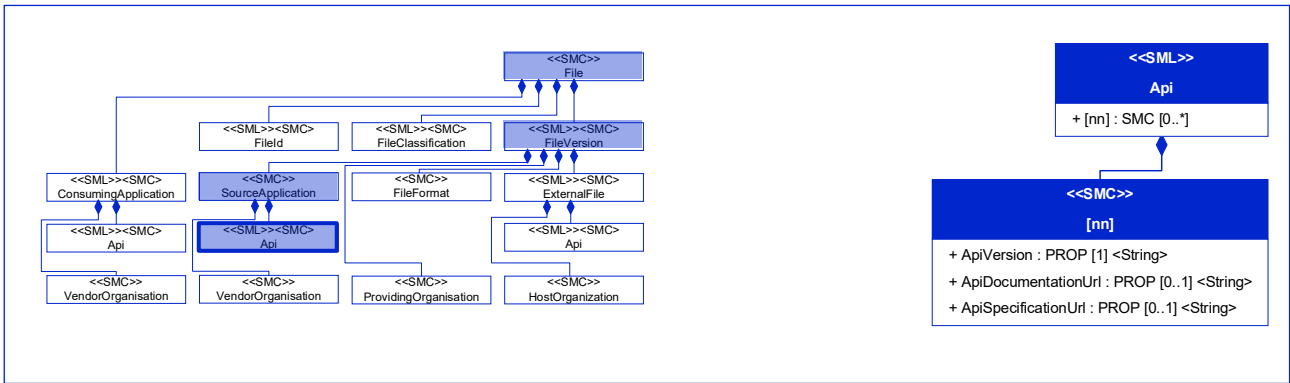 <<SMC>>
File
<<SML>><<SMC>
FileId
<<SML>><<SMC>
FileClassification
<<SML>><<SMC>
FileVersion
<<SML>><<SMC>
ConsumingApplication
<<SMC>>
SourceApplication
<<SMC>>
FileFormat
<<SML>><<SMC>
ExternalFile
<<SML>><<SMC>
Api
<<SML>><<SMC>
Api
<<SML>><<SMC>
Api
<<SMC>>
VendorOrganisation
<<SMC>>
VendorOrganisation
<<SMC>>
ProvidingOrganisation
<<SMC>>
HostOrganization
<<SML>>
Api
+ [nn] : SMC [0..*]
<<SMC>>
[nn]
+ ApiVersion : PROP [1] <String>
+ ApiDocumentationUrl : PROP [0..1] <String>
+ ApiSpecificationUrl : PROP [0..1] <String>